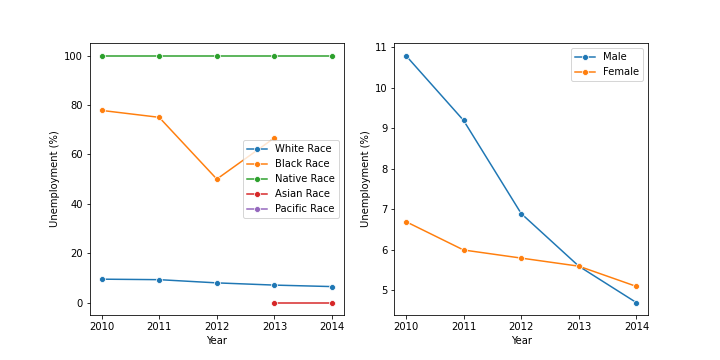 100
80
60
40
20
0
Unemployment (%)
2010 2011 2012 2013 2014
Year
White Race
Black Race
Native Race
Asian Race
Pacific Race
11
10
9
8
7
6
5
Unemployment (%)
2010 2011 2012 2013 2014
Year
Male
Female